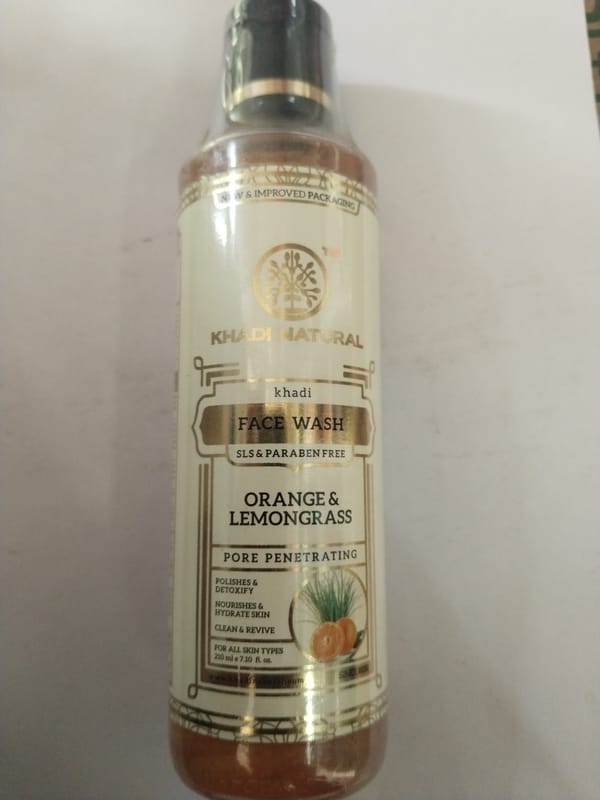 NEW & IMPROVED PACKAGING
TM
KHADI NATURAL
khadi
FACE WASH
SLS & PARABEN FREE
ORANGE &
LEMONGRASS
PORE PENETRATING
POLISHES &
DETOXIFY
NOURISHES &
HYDRATE SKIN
CLEAN & REVIVE
FOR ALL SKIN TYPES
210 ml e 7.10 fl. oz.